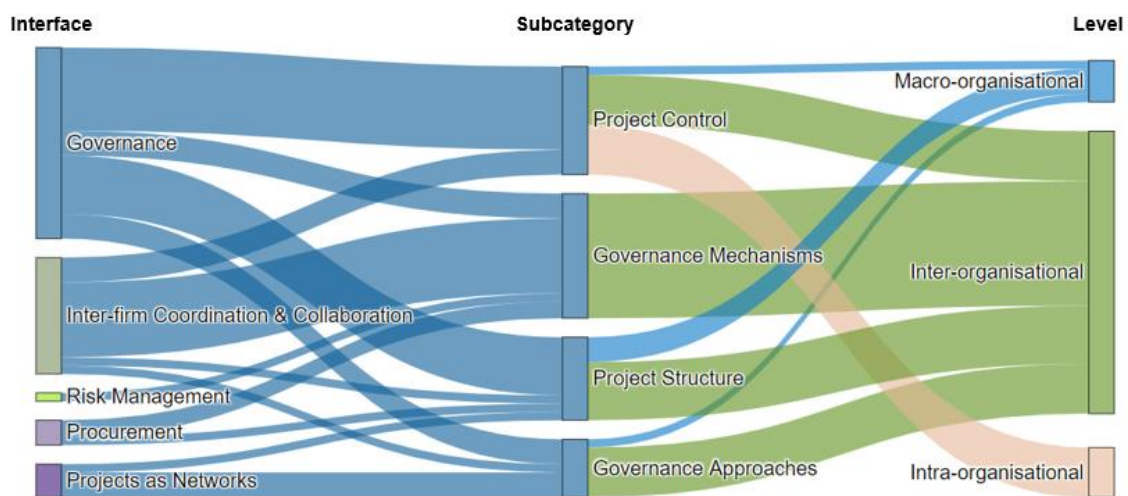 Interface
Subcategory
Level
Governance
Inter-firm Coordination & Collaboration
Risk Management
Procurement
Projects as Networks
Project Control
Governance Mechanisms
Project Structure
Governance Approaches
Macro-organisational
Inter-organisational
Intra-organisational